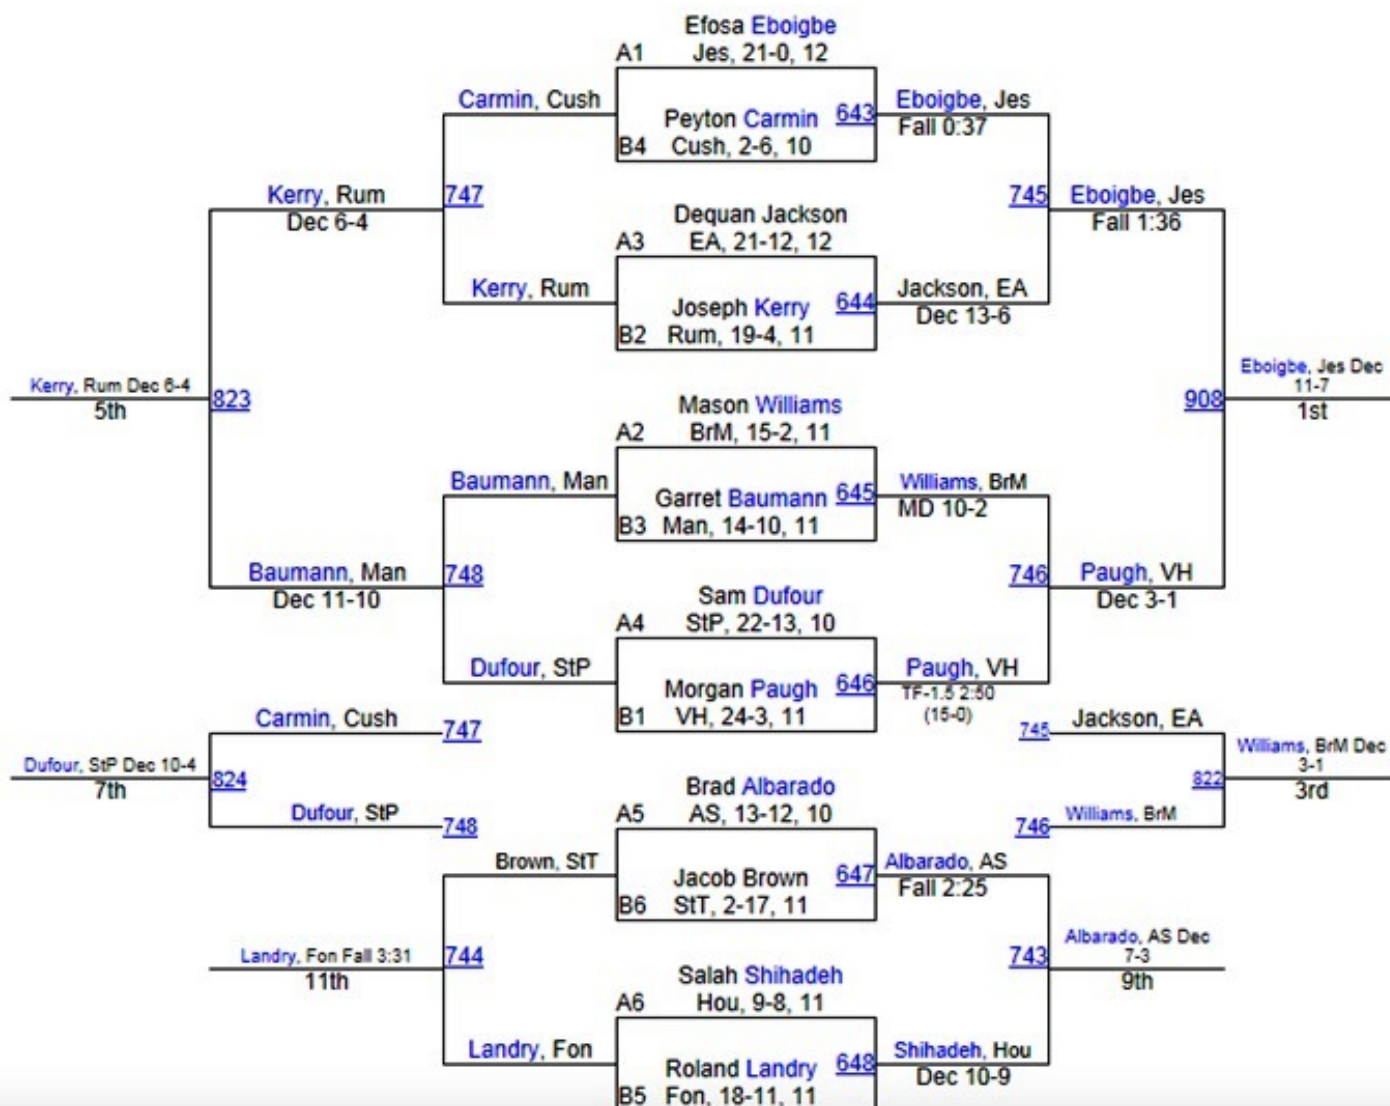 Efosa Eboigbe
A1 Jes, 21-0, 12
Carmin, Cush
Peyton Carmin 643
B4 Cush, 2-6, 10
Eboigbe, Jes
Fall 0:37
Kerry, Rum
Dec 6-4
747
745
Eboigbe, Jes
Fall 1:36
Dequan Jackson
A3 EA, 21-12, 12
Kerry, Rum
Joseph Kerry 644
B2 Rum, 19-4, 11
Jackson, EA
Dec 13-6
Kerry, Rum Dec 6-4
5th
823
908
Eboigbe, Jes Dec
11-7
1st
Mason Williams
A2 BrM, 15-2, 11
Baumann, Man
Garret Baumann 645
B3 Man, 14-10, 11
Williams, BrM
MD 10-2
Baumann, Man
Dec 11-10
748
746
Paugh, VH
Dec 3-1
Sam Dufour
A4 StP, 22-13, 10
Dufour, StP
Morgan Paugh 646
B1 VH, 24-3, 11
Paugh, VH
TF-1.5 2:50
(15-0)
Carmin, Cush
747
745
Jackson, EA
Dufour, StP Dec 10-4
7th
824
822
Williams, BrM Dec
3-1
3rd
Dufour, StP
748
746
Williams, BrM
Brad Albarado
A5 AS, 13-12, 10
Brown, StT
Jacob Brown 647
B6 StT, 2-17, 11
Albarado, AS
Fall 2:25
Landry, Fon Fall 3:31
11th
744
743
Albarado, AS Dec
7-3
9th
Salah Shihadeh
A6 Hou, 9-8, 11
Landry, Fon
Roland Landry 648
B5 Fon, 18-11, 11
Shihadeh, Hou
Dec 10-9